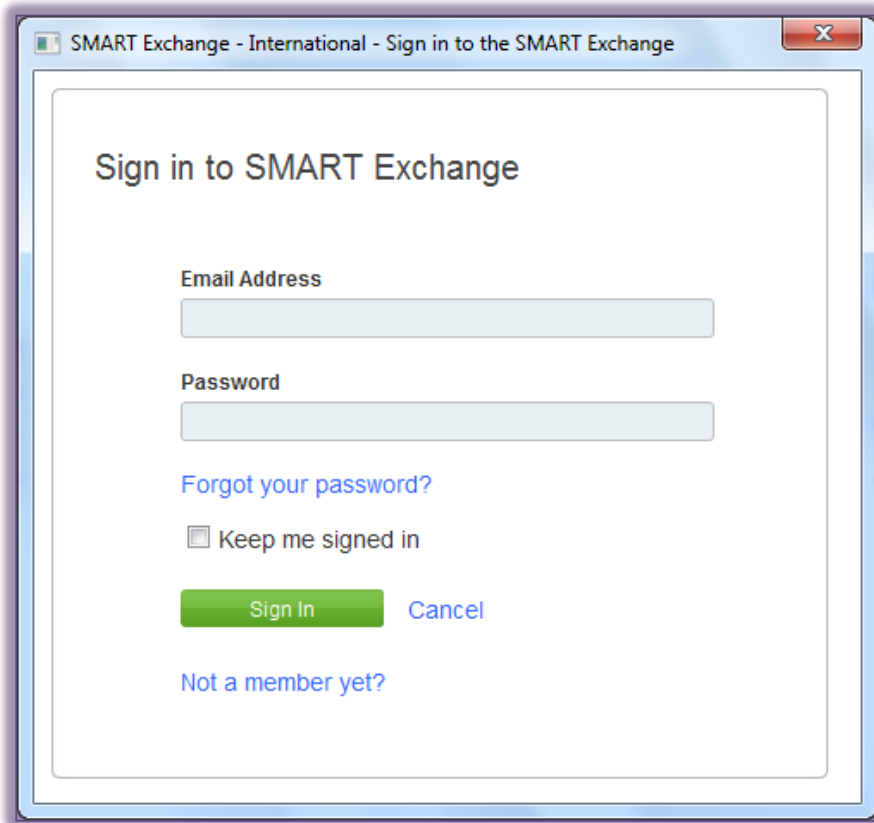 SMART Exchange - International - Sign in to the SMART Exchange
Sign in to SMART Exchange
Email Address
Password
Forgot your password?
Keep me signed in
Sign In Cancel
Not a member yet?